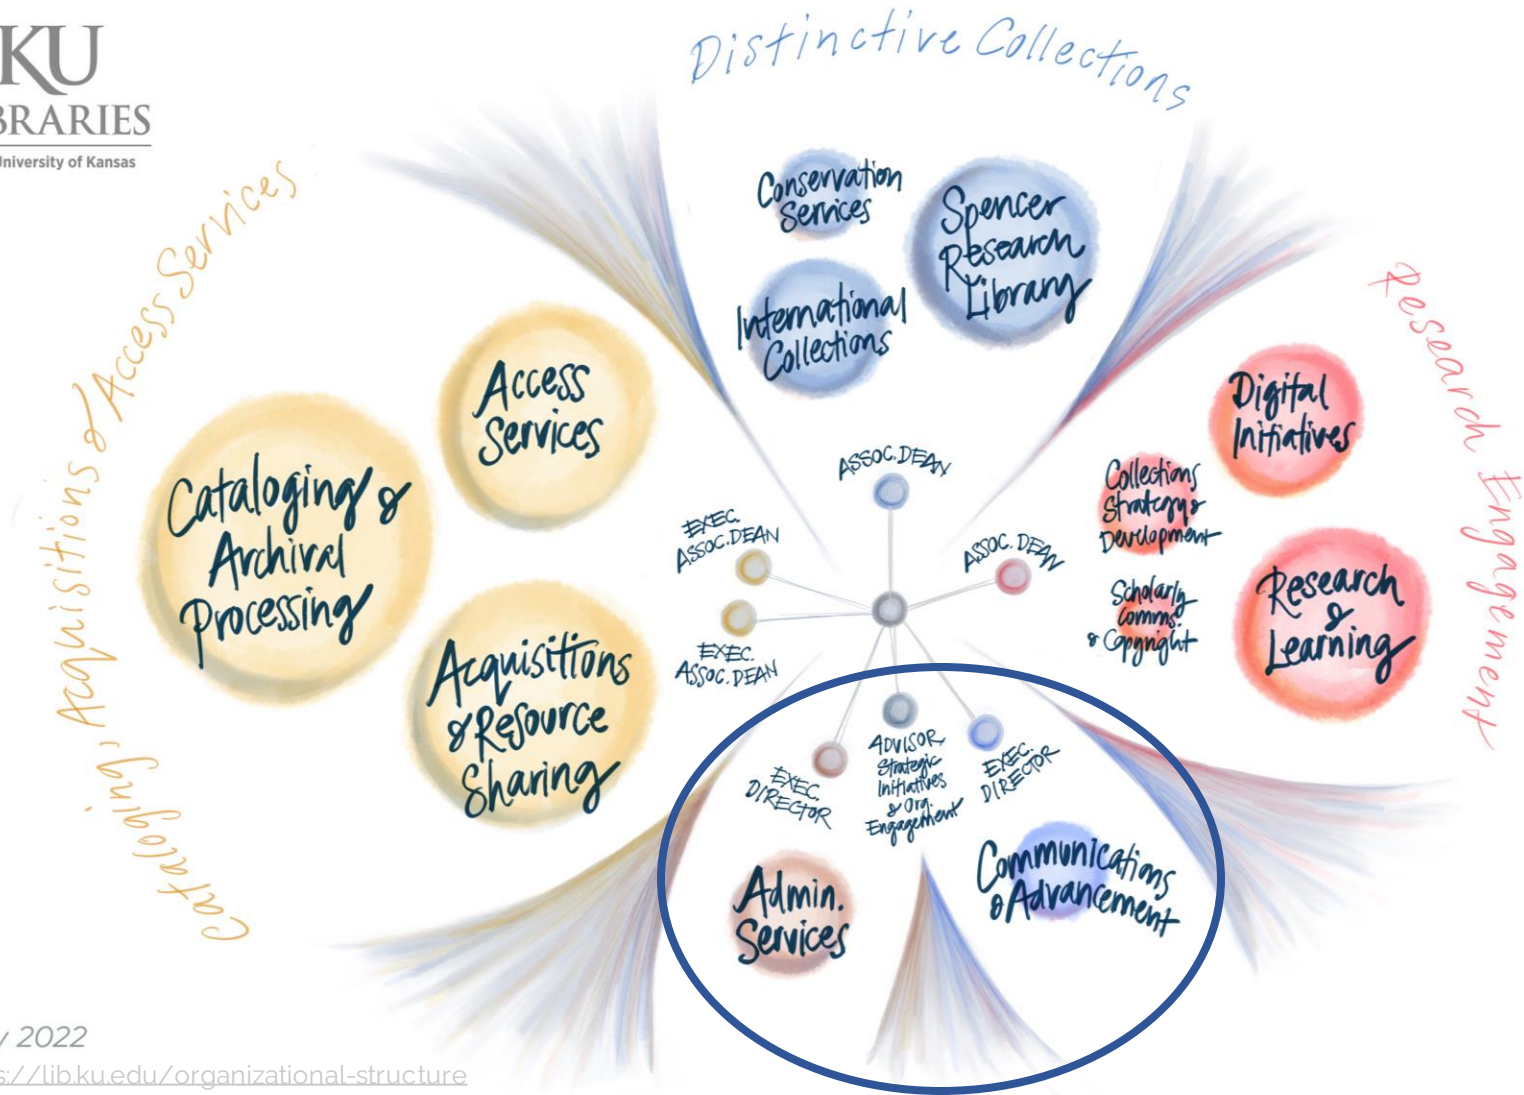 KU
BRARIES
University of Kansas
Distinctive Collections
Conservation
Services
Spencer
Research
Library
International
Collections
Cataloging, Acquisitions & Access Services
Access
Services
Cataloging &
Archival
Processing
Acquisitions
& Resource
Sharing
Research Engagement
Digital
Initiatives
Collections
Strategy &
Development
Scholarly
Comms.
& Copyright
Research
&
Learning
ASSOC. DEAN
EXEC.
ASSOC. DEAN
ASSOC. DEAN
EXEC.
ASSOC. DEAN
EXEC.
DIRECTOR
ADVISOR
Strategic
Initiatives
& Org.
Engagement
EXEC.
DIRECTOR
Admin.
Services
Communications
& Advancement
y 2022
s://lib.ku.edu/organizational-structure